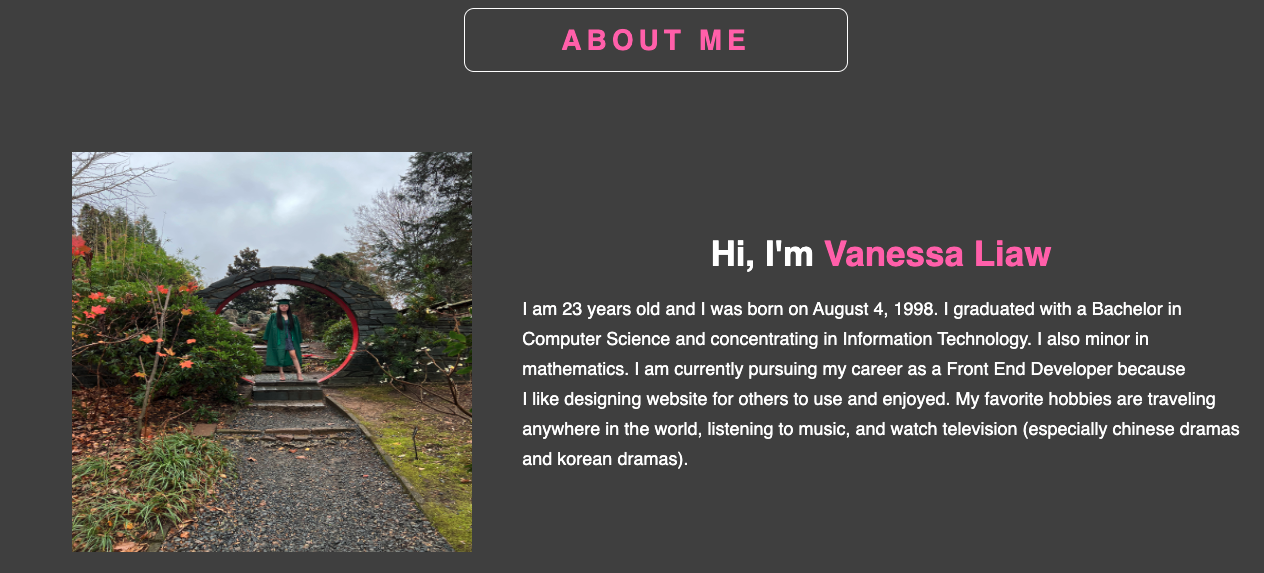 ABOUT ME
Hi, I'm Vanessa Liaw
I am 23 years old and I was born on August 4, 1998. I graduated with a Bachelor in
Computer Science and concentrating in Information Technology. I also minor in
mathematics. I am currently pursuing my career as a Front End Developer because
I like designing website for others to use and enjoyed. My favorite hobbies are traveling
anywhere in the world, listening to music, and watch television (especially chinese dramas
and korean dramas).